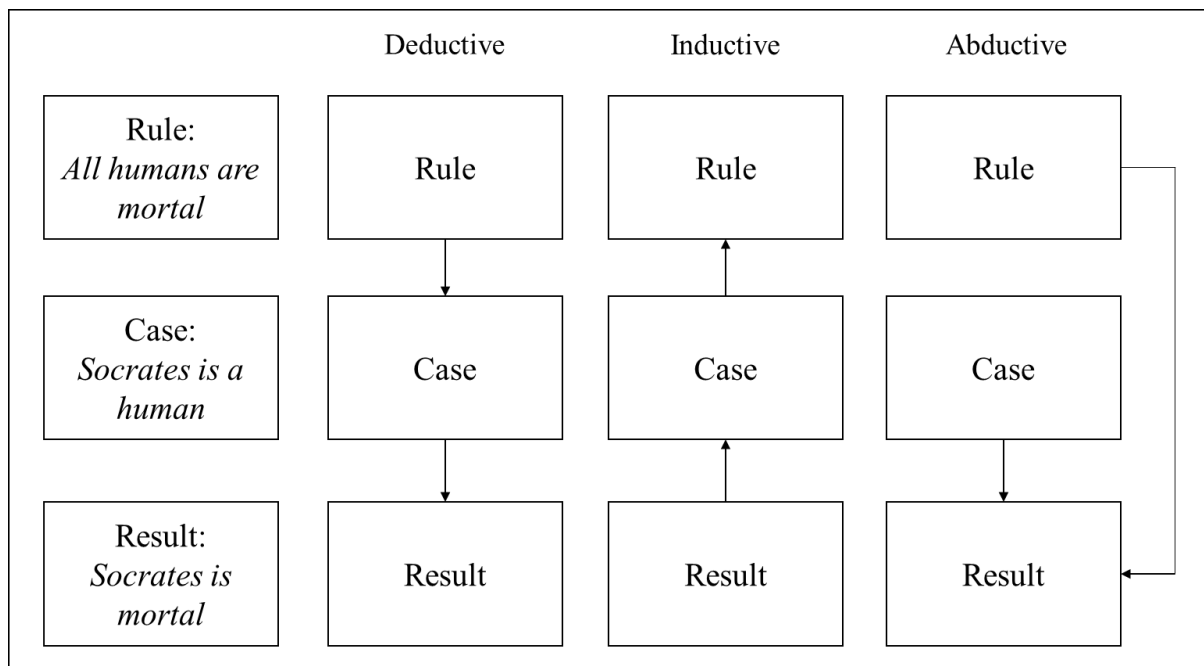 Deductive Inductive Abductive
Rule:
All humans are
mortal
Rule Rule Rule
Case:
Socrates is a
human
Case Case Case
Result:
Socrates is
mortal
Result Result Result